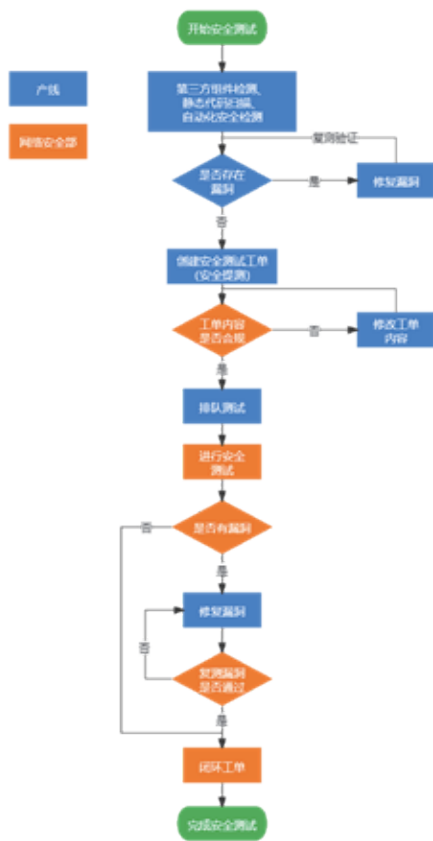 开始安全测试
产线
第三方组件检测、
静态代码扫描、
自动化安全检测
网络安全部
复测验证
是否存在
漏洞
是
修复漏洞
否
创建安全测试工单
(安全提测)
工单内容
是否合规
否
修改工单
内容
是
排队测试
进行安全
测试
否
是否有漏洞
是
修复漏洞
否
复测漏洞
是否通过
是
闭环工单
完成安全测试